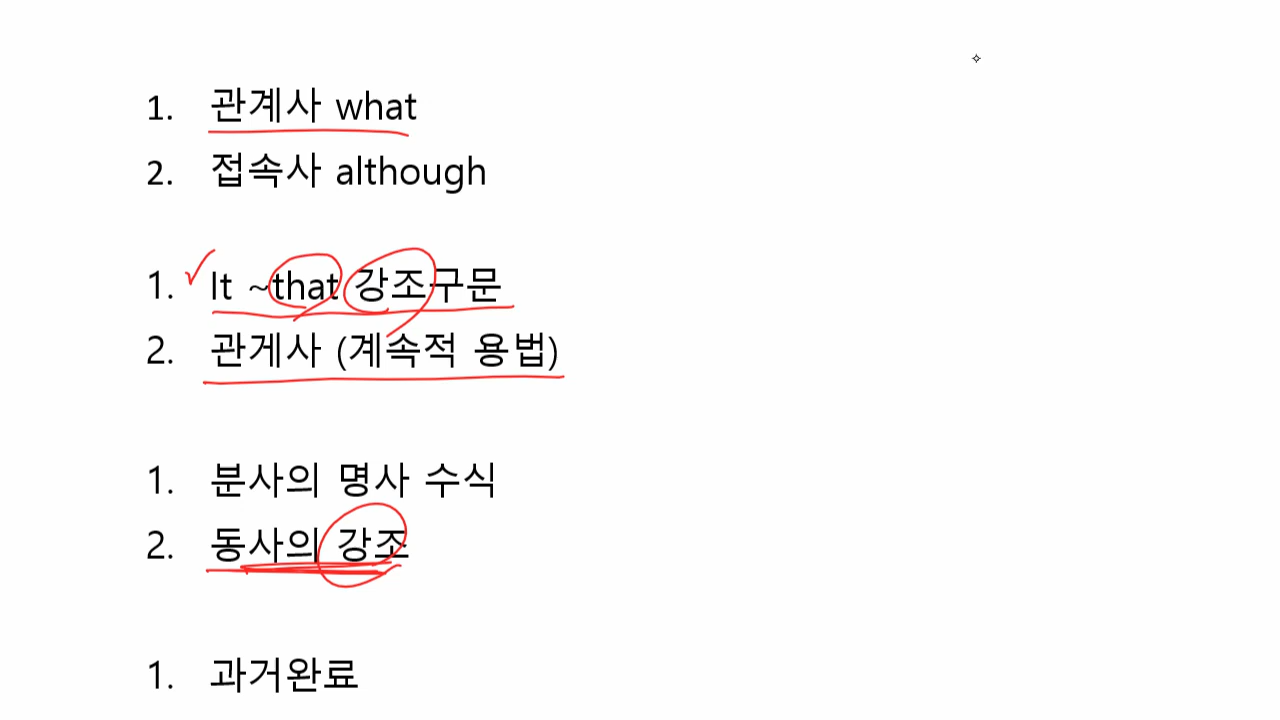 1. 관계사 what
2. 접속사 although
1. It ~that 강조구문
2. 관게사 (계속적 용법)
1. 분사의 명사 수식
2. 동사의 강조
1. 과거완료